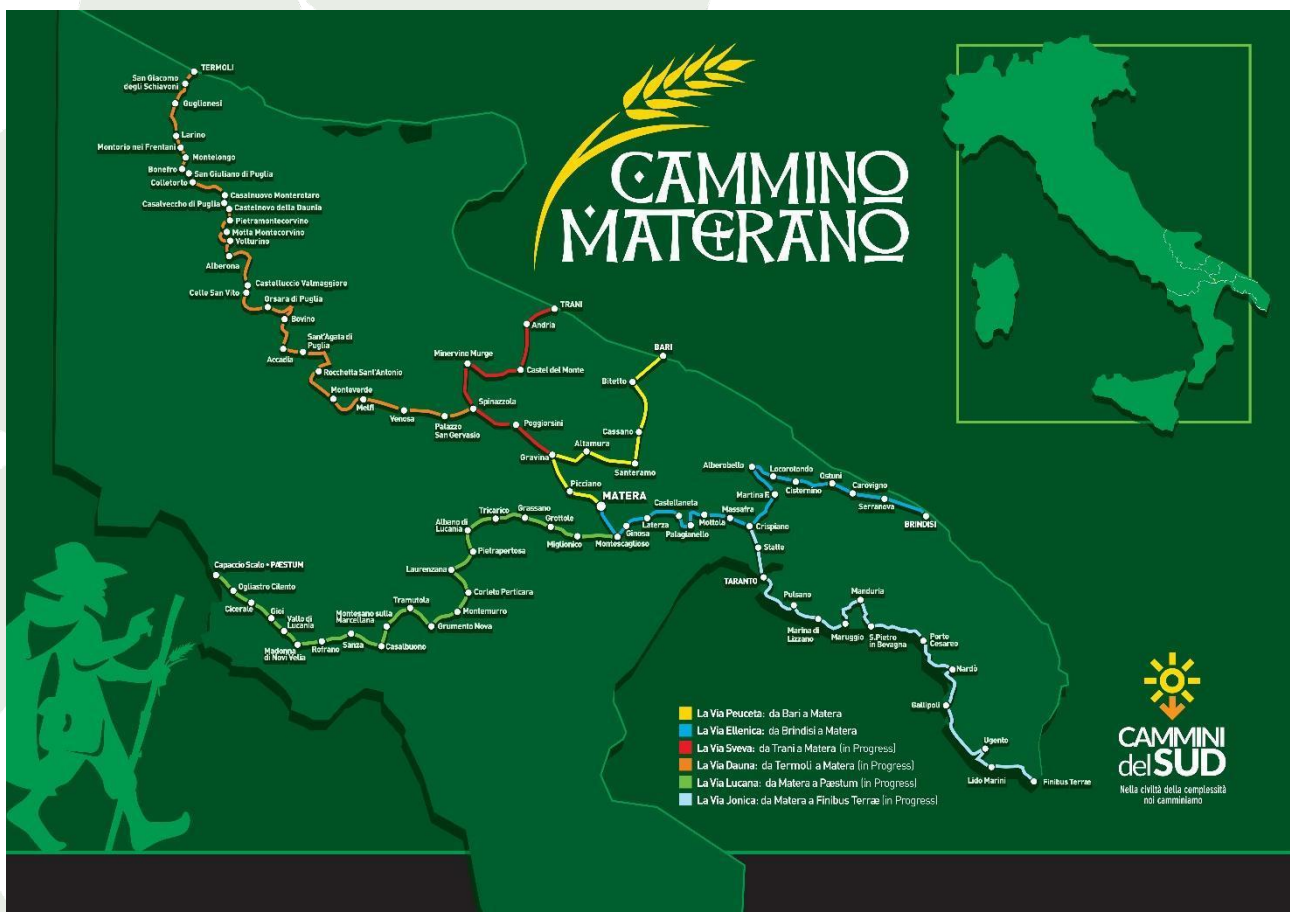 CAMMINO
MATERANO
TERMOLI
San Giacomo
degli Schiavoni
Guglionesi
Larino
Montorio nei Frentani
Montelongo
Bonefro
San Giuliano di Puglia
Colletorto
Casalnuovo Monterotaro
Casalvecchio di Puglia
Castelnovo della Daunia
Pietramontecorvino
Motta Montecorvino
Volturino
Alberona
Castelluccio Valmaggiore
Celle San Vito
Orsara di Puglia
Bovino
Sant'Agata di
Puglia
Accadia
Rocchetta Sant'Antonio
Monteverde
Melfi
Venosa
Palazzo
San Gervasio
Spinazzola
Minervino Murge
TRANI
Andria
Castel del Monte
Poggiorsini
BARI
Bitetto
Cassano
Altamura
Santeramo
Gravina
Picciano
MATERA
Montescaglioso
Ginosa
Laterza
Castellaneta
Palagianello
Mottola
Massafra
Crispiano
Martina F.
Alberobello
Locorotondo
Cisternino
Ostuni
Carovigno
Serranova
BRINDISI
Statte
TARANTO
Pulsano
Marina di
Lizzano
Maruggio
Manduria
S.Pietro
in Bevagna
Porto
Cesareo
Nardò
Gallipoli
Ugento
Lido Marini
Finibus Terræ
Miglionico
Grottole
Grassano
Tricarico
Albano di
Lucania
Pietrapertosa
Laurenzana
Corleto Perticara
Montemurro
Grumento Nova
Tramutola
Montesano sulla
Marcellana
Casalbuono
Sanza
Rofrano
Madonna
di Novi Velia
Vallo di
Lucania
Gioi
Cicerale
Ogliastro Cilento
Capaccio Scalo • PÆSTUM
La Via Peuceta: da Bari a Matera
La Via Ellenica: da Brindisi a Matera
La Via Sveva: da Trani a Matera (in Progress)
La Via Dauna: da Termoli a Matera (in Progress)
La Via Lucana: da Matera a Pæstum (in Progress)
La Via Jonica: da Matera a Finibus Terræ (in Progress)
CAMMINI
del SUD
Nella civiltà della complessità
noi camminiamo